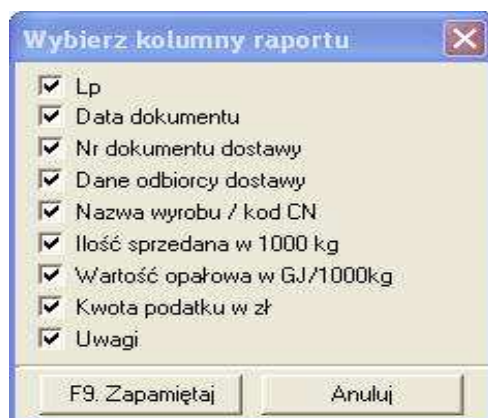 Wybierz kolumny raportu
Lp
Data dokumentu
Nr dokumentu dostawy
Dane odbiorcy dostawy
Nazwa wyrobu / kod CN
Ilość sprzedana w 1000 kg
Wartość opałowa w GJ/1000kg
Kwota podatku w zł
Uwagi
F9. Zapamiętaj
Anuluj